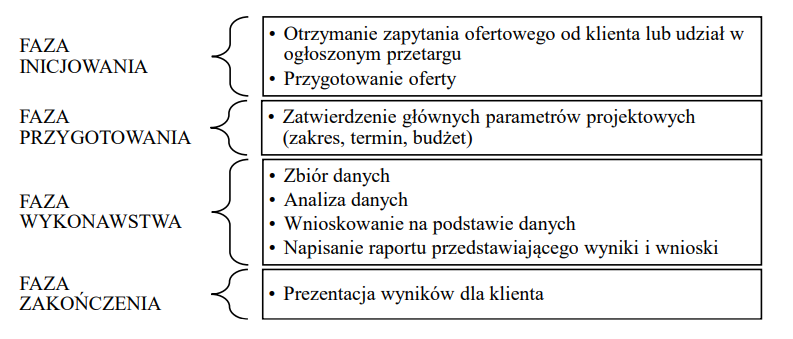 FAZA
INICJOWANIA
• Otrzymanie zapytania ofertowego od klienta lub udział w
ogłoszonym przetargu
• Przygotowanie oferty
FAZA
PRZYGOTOWANIA
• Zatwierdzenie głównych parametrów projektowych
(zakres, termin, budżet)
FAZA
WYKONAWSTWA
• Zbiór danych
• Analiza danych
• Wnioskowanie na podstawie danych
• Napisanie raportu przedstawiającego wyniki i wnioski
FAZA
ZAKOŃCZENIA
• Prezentacja wyników dla klienta